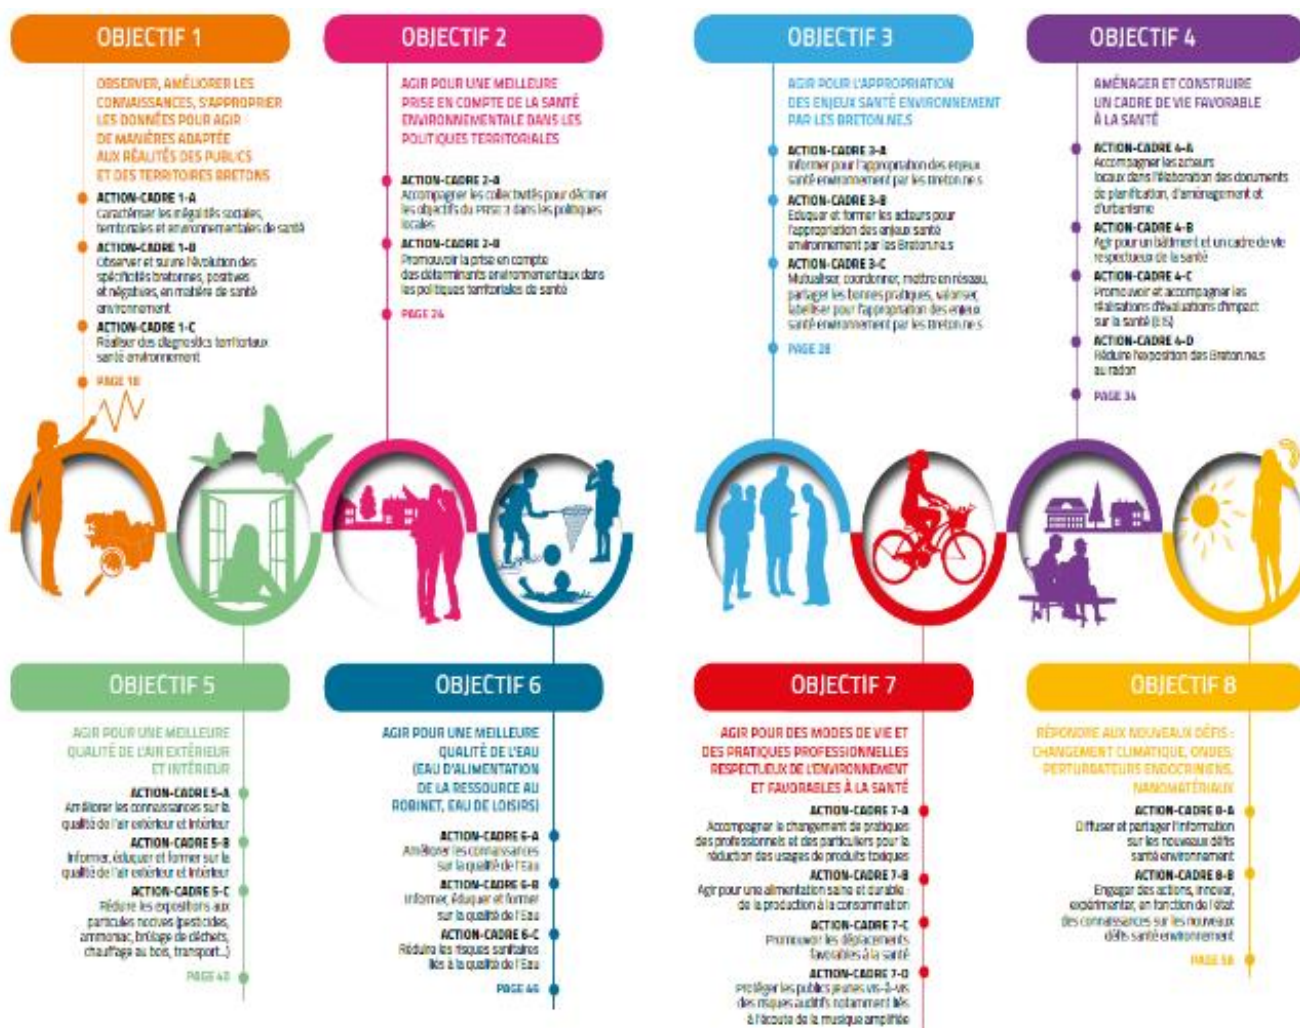 OBJECTIF 1
OBSERVER, AMÉLIORER LES
CONNAISSANCES, S'APPROPRIER
LES DONNÉES POUR AGIR
DE MANIÈRES ADAPTÉE
AUX RÉALITÉS DES PUBLICS
ET DES TERRITOIRES BRETONS
ACTION-CADRE 1-A
Caractériser les inégalités sociales,
territoriales et environnementales de santé
ACTION-CADRE 1-B
Observer et suivre l'évolution des
spécificités bretonnes, positives
et négatives, en matière de santé
environnement
ACTION-CADRE 1-C
Réaliser des diagnostics territoriaux
santé environnement
PAGE 18
OBJECTIF 2
AGIR POUR UNE MEILLEURE
PRISE EN COMPTE DE LA SANTÉ
ENVIRONNEMENTALE DANS LES
POLITIQUES TERRITORIALES
ACTION-CADRE 2-A
Accompagner les collectivités pour décliner
les objectifs du PRSE 3 dans les politiques
locales
ACTION-CADRE 2-B
Promouvoir la prise en compte
des déterminants environnementaux dans
les politiques territoriales de santé
PAGE 24
OBJECTIF 3
AGIR POUR L'APPROPRIATION
DES ENJEUX SANTÉ ENVIRONNEMENT
PAR LES BRETON.NE.S
ACTION-CADRE 3-A
Informer pour l'appropriation des enjeux
santé environnement par les Breton.ne.s
ACTION-CADRE 3-B
Eduquer et former les acteurs pour
l'appropriation des enjeux santé
environnement par les Breton.ne.s
ACTION-CADRE 3-C
Mutualiser, coordonner, mettre en réseau,
partager les bonnes pratiques, valoriser,
labelliser pour l'appropriation des enjeux
santé environnement par les Breton.ne.s
PAGE 28
OBJECTIF 4
AMÉNAGER ET CONSTRUIRE
UN CADRE DE VIE FAVORABLE
À LA SANTÉ
ACTION-CADRE 4-A
Accompagner les acteurs
locaux dans l'élaboration des documents
de planification, d'aménagement et
d'urbanisme
ACTION-CADRE 4-B
Agir pour un bâtiment et un cadre de vie
respectueux de la santé
ACTION-CADRE 4-C
Promouvoir et accompagner les
réalisations d'évaluations d'impact
sur la santé (EIS)
ACTION-CADRE 4-D
Réduire l'exposition des Breton.ne.s
au radon
PAGE 34
OBJECTIF 5
AGIR POUR UNE MEILLEURE
QUALITÉ DE L'AIR EXTÉRIEUR
ET INTÉRIEUR
ACTION-CADRE 5-A
Améliorer les connaissances sur la
qualité de l'air extérieur et intérieur
ACTION-CADRE 5-B
Informer, éduquer et former sur la
qualité de l'air extérieur et intérieur
ACTION-CADRE 5-C
Réduire les expositions aux
particules nocives (pesticides,
ammoniac, brûlage de déchets,
chauffage au bois, transport...)
PAGE 40
OBJECTIF 6
AGIR POUR UNE MEILLEURE
QUALITÉ DE L'EAU
(EAU D'ALIMENTATION
DE LA RESSOURCE AU
ROBINET, EAU DE LOISIRS)
ACTION-CADRE 6-A
Améliorer les connaissances
sur la qualité de l'Eau
ACTION-CADRE 6-B
Informer, éduquer et former
sur la qualité de l'Eau
ACTION-CADRE 6-C
Réduire les risques sanitaires
liés à la qualité de l'Eau
PAGE 46
OBJECTIF 7
AGIR POUR DES MODES DE VIE ET
DES PRATIQUES PROFESSIONNELLES
RESPECTUEUX DE L'ENVIRONNEMENT
ET FAVORABLES À LA SANTÉ
ACTION-CADRE 7-A
Accompagner le changement de pratiques
des professionnels et des particuliers pour la
réduction des usages de produits toxiques
ACTION-CADRE 7-B
Agir pour une alimentation saine et durable :
de la production à la consommation
ACTION-CADRE 7-C
Promouvoir les déplacements
favorables à la santé
ACTION-CADRE 7-D
Protéger les publics jeunes vis-à-vis
des risques auditifs notamment liés
à l'écoute de la musique amplifiée
OBJECTIF 8
RÉPONDRE AUX NOUVEAUX DÉFIS :
CHANGEMENT CLIMATIQUE, ONDES,
PERTURBATEURS ENDOCRINIENS,
NANOMATÉRIAUX
ACTION-CADRE 8-A
Diffuser et partager l'information
sur les nouveaux défis
santé environnement
ACTION-CADRE 8-B
Engager des actions, innover,
expérimenter, en fonction de l'état
des connaissances sur les nouveaux
défis santé environnement
PAGE 58